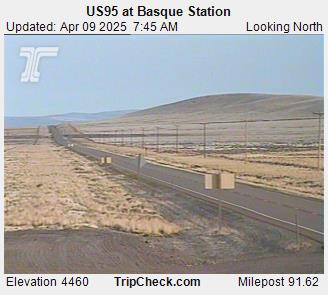 US95 at Basque Station
Updated: Apr 09 2025 7:45 AM Looking North
Elevation 4460 TripCheck.com Milepost 91.62